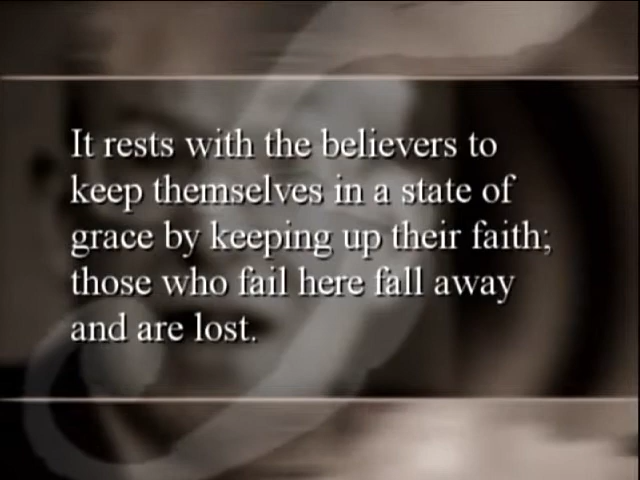 It rests with the believers to
keep themselves in a state of
grace by keeping up their faith;
those who fail here fall away
and are lost.